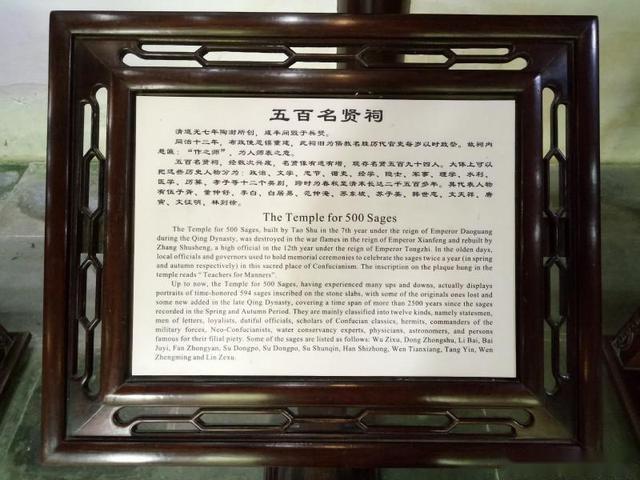 五百名贤祠
清道光七年陶澍所创，咸丰间毁于兵燹。
同治十二年，布政使恩锡重建，此祠旧为儒教名胜历代官吏每岁以时致祭。故祠内
悬匾：“作之师”，为人师表之意。
五百名贤祠，经数次兴废，名贤像有遗有增，现存名贤五百九十四人。大体上可以
把这些历史人物分为：政治、文学、忠节、循吏、经学、隐士、军事、理学、水利、
医学、历算、孝子等十二个类别，跨时为春秋至清末长达二千五百多年。其代表人物
有伍子胥、董仲舒、李白、白居易、范仲淹、苏东坡、苏子美、韩世忠、文天祥、唐
寅、文征明、林则徐。
The Temple for 500 Sages
The Temple for 500 Sages, built by Tao Shu in the 7th year under the reign of Emperor Daoguang
during the Qing Dynasty, was destroyed in the war flames in the reign of Emperor Xianfeng and rebuilt by
Zhang Shusheng, a high official in the 12th year under the reign of Emperor Tongzhi. In the olden days,
local officials and governors used to hold memorial ceremonies to celebrate the sages twice a year (in spring
and autumn respectively) in this sacred place of Confucianism. The inscription on the plaque hung in the
temple reads “Teachers for Manners”.
Up to now, the Temple for 500 Sages, having experienced many ups and downs, actually displays
portraits of time-honored 594 sages inscribed on the stone slabs, with some of the originals ones lost and
some new added in the late Qing Dynasty, covering a time span of more than 2500 years since the sages
recorded in the Spring and Autumn Period. They are mainly classified into twelve kinds, namely statesmen,
men of letters, loyalists, dutiful officials, scholars of Confucian classics, hermits, commanders of the
military forces, Neo-Confucianists, water conservancy experts, physicians, astronomers, and persons
famous for their filial piety. Some of the sages are listed as follows: Wu Zixu, Dong Zhongshu, Li Bai, Bai
Juyi, Fan Zhongyan, Su Dongpo, Su Dongpo, Su Shunqin, Han Shizhong, Wen Tianxiang, Tang Yin, Wen
Zhengming and Lin Zexu.